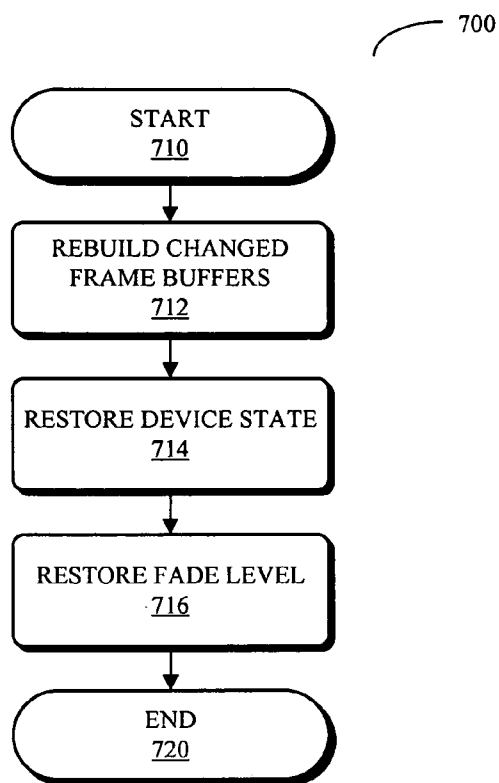 700
START
710
REBUILD CHANGED
FRAME BUFFERS
712
RESTORE DEVICE STATE
714
RESTORE FADE LEVEL
716
END
720